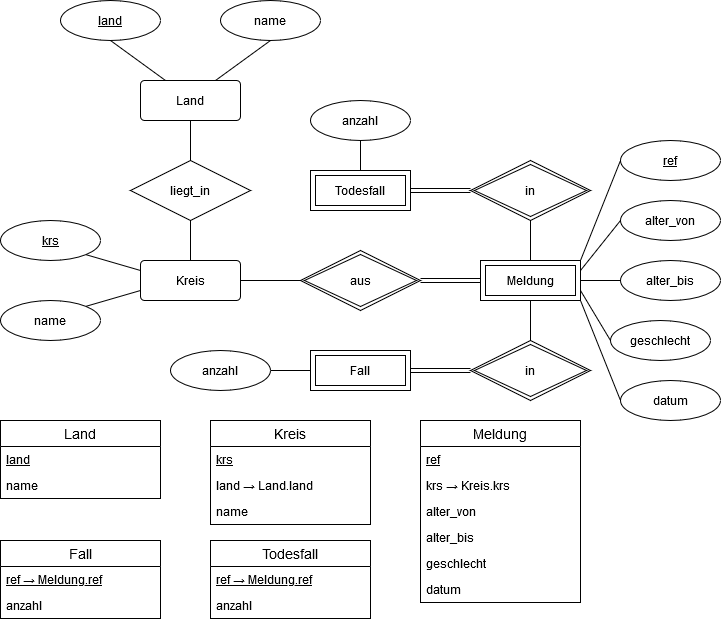 land
name
Land
anzahl
liegt_in
Todesfall
in
ref
alter_von
krs
name
Kreis
aus
Meldung
alter_bis
geschlecht
anzahl
Fall
in
datum
Land
land
name
Kreis
krs
land → Land.land
name
Meldung
ref
krs → Kreis.krs
alter_von
alter_bis
geschlecht
datum
Fall
ref → Meldung.ref
anzahl
Todesfall
ref → Meldung.ref
anzahl